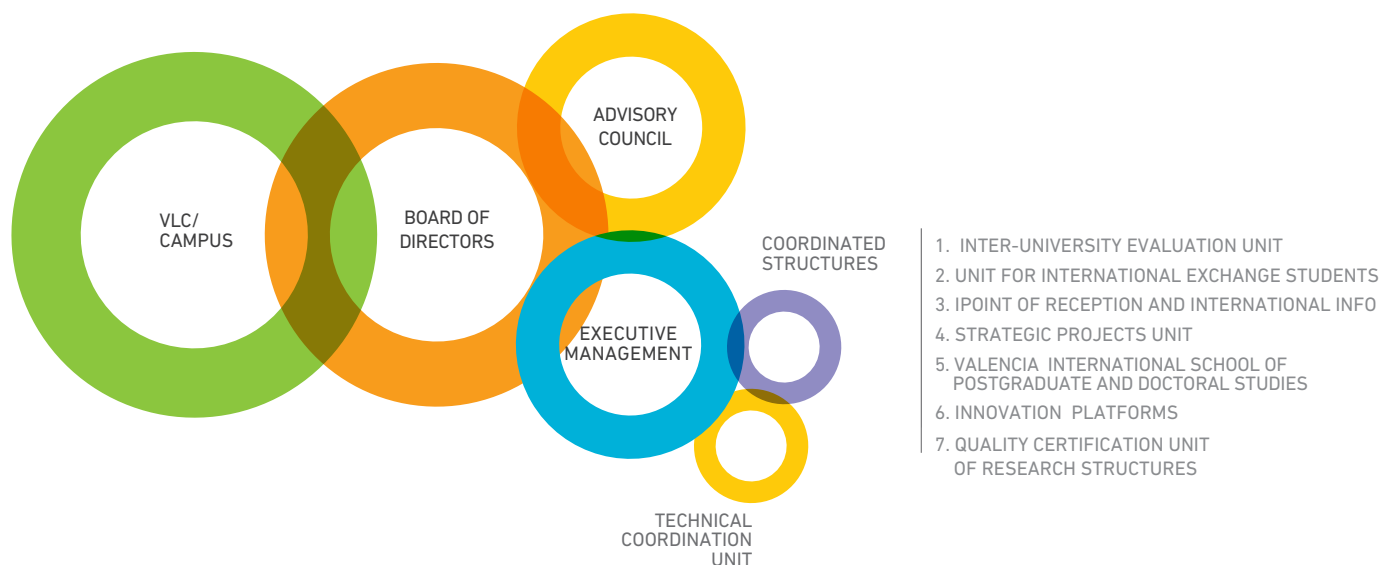 VLC/
CAMPUS
BOARD OF
DIRECTORS
ADVISORY
COUNCIL
EXECUTIVE
MANAGEMENT
COORDINATED
STRUCTURES
1. INTER-UNIVERSITY EVALUATION UNIT
2. UNIT FOR INTERNATIONAL EXCHANGE STUDENTS
3. IPOINT OF RECEPTION AND INTERNATIONAL INFO
4. STRATEGIC PROJECTS UNIT
5. VALENCIA INTERNATIONAL SCHOOL OF
POSTGRADUATE AND DOCTORAL STUDIES
6. INNOVATION PLATFORMS
7. QUALITY CERTIFICATION UNIT
OF RESEARCH STRUCTURES
TECHNICAL
COORDINATION
UNIT